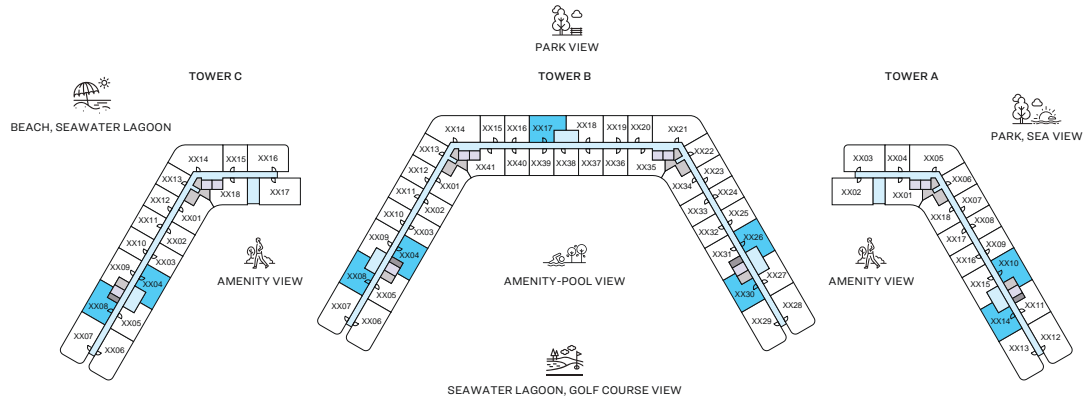 PARK VIEW
TOWER C
TOWER B
TOWER A
BEACH, SEAWATER LAGOON
PARK, SEA VIEW
XX14
XX15
XX16
XX13
XX12
XX11
XX10
XX09
XX08
XX07
XX17
XX18
XX01
XX02
XX03
XX04
XX05
XX06
XX14
XX15
XX16
XX17
XX18
XX19
XX20
XX21
XX13
XX12
XX11
XX10
XX09
XX08
XX07
XX41
XX40
XX39
XX38
XX37
XX36
XX35
XX01
XX02
XX03
XX04
XX05
XX06
XX22
XX23
XX24
XX25
XX26
XX27
XX28
XX34
XX33
XX32
XX31
XX30
XX29
XX03
XX04
XX05
XX02
XX01
XX06
XX07
XX08
XX09
XX10
XX11
XX12
XX18
XX17
XX16
XX15
XX14
XX13
AMENITY VIEW
AMENITY-POOL VIEW
AMENITY VIEW
SEAWATER LAGOON, GOLF COURSE VIEW